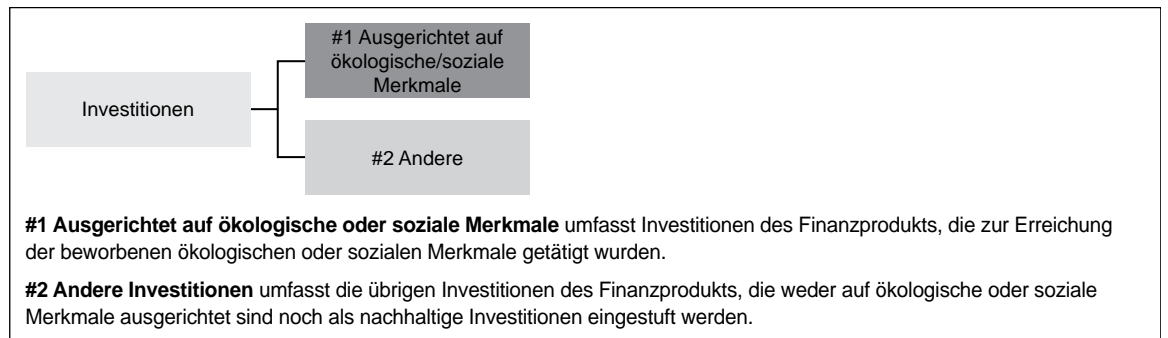 #1 Ausgerichtet auf
ökologische/soziale
Merkmale
Investitionen
#2 Andere
#1 Ausgerichtet auf ökologische oder soziale Merkmale umfasst Investitionen des Finanzprodukts, die zur Erreichung
der beworbenen ökologischen oder sozialen Merkmale getätigt wurden.
#2 Andere Investitionen umfasst die übrigen Investitionen des Finanzprodukts, die weder auf ökologische oder soziale
Merkmale ausgerichtet sind noch als nachhaltige Investitionen eingestuft werden.